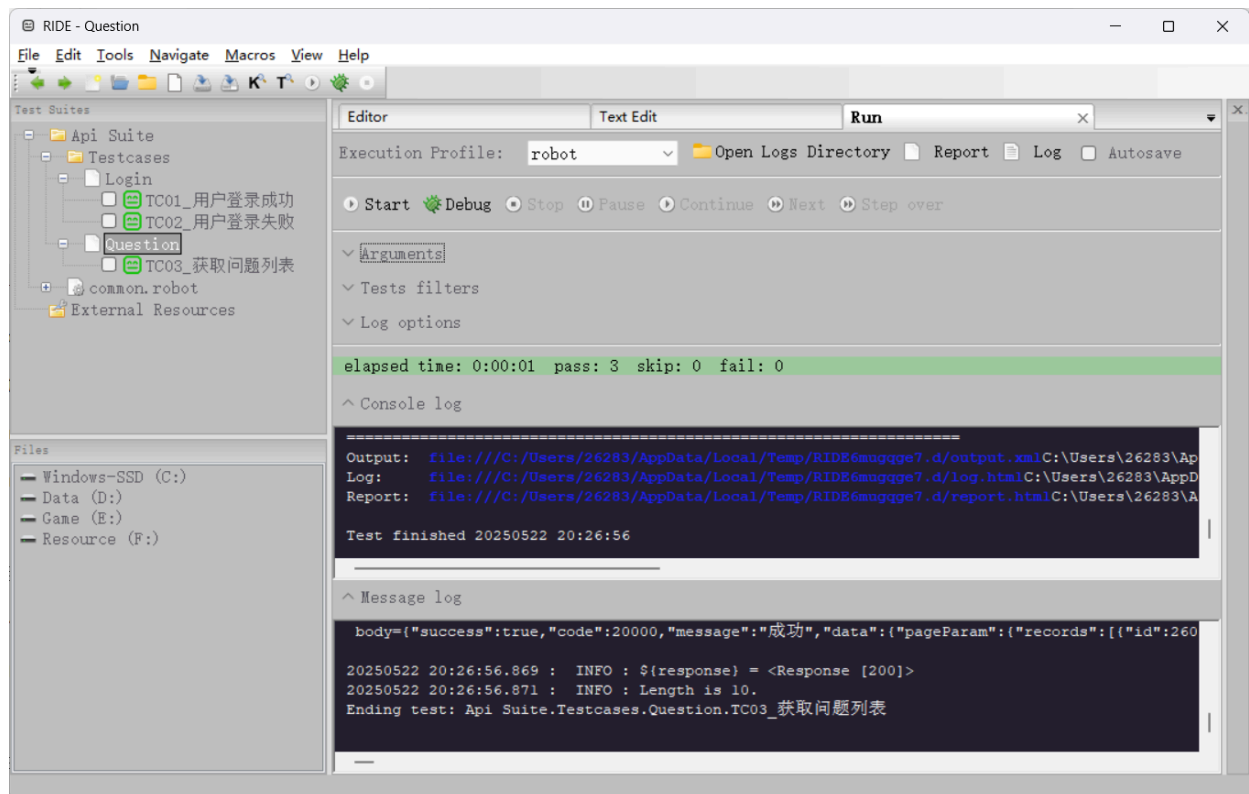 RIDE - Question
File Edit Tools Navigate Macros View Help
Test Suites
Api Suite
Testcases
Login
TC01_用户登录成功
TC02_用户登录失败
Question
TC03_获取问题列表
common.robot
External Resources
Files
Windows-SSD (C:)
Data (D:)
Game (E:)
Resource (F:)
Editor Text Edit Run
Execution Profile: robot Open Logs Directory Report Log Autosave
Start Debug Stop Pause Continue Next Step over
Arguments
Tests filters
Log options
elapsed time: 0:00:01 pass: 3 skip: 0 fail: 0
Console log
==================================================================
Output: file:///C:/Users/26283/AppData/Local/Temp/RIDE6mugqge7.d/output.xmlC:\Users\26283\Ap
Log: file:///C:/Users/26283/AppData/Local/Temp/RIDE6mugqge7.d/log.htmlC:\Users\26283\AppD
Report: file:///C:/Users/26283/AppData/Local/Temp/RIDE6mugqge7.d/report.htmlC:\Users\26283\A
Test finished 20250522 20:26:56
Message log
body={"success":true,"code":20000,"message":"成功","data":{"pageParam":{"records":[{"id":260
20250522 20:26:56.869 : INFO : ${response} = <Response [200]>
20250522 20:26:56.871 : INFO : Length is 10.
Ending test: Api Suite.Testcases.Question.TC03_获取问题列表